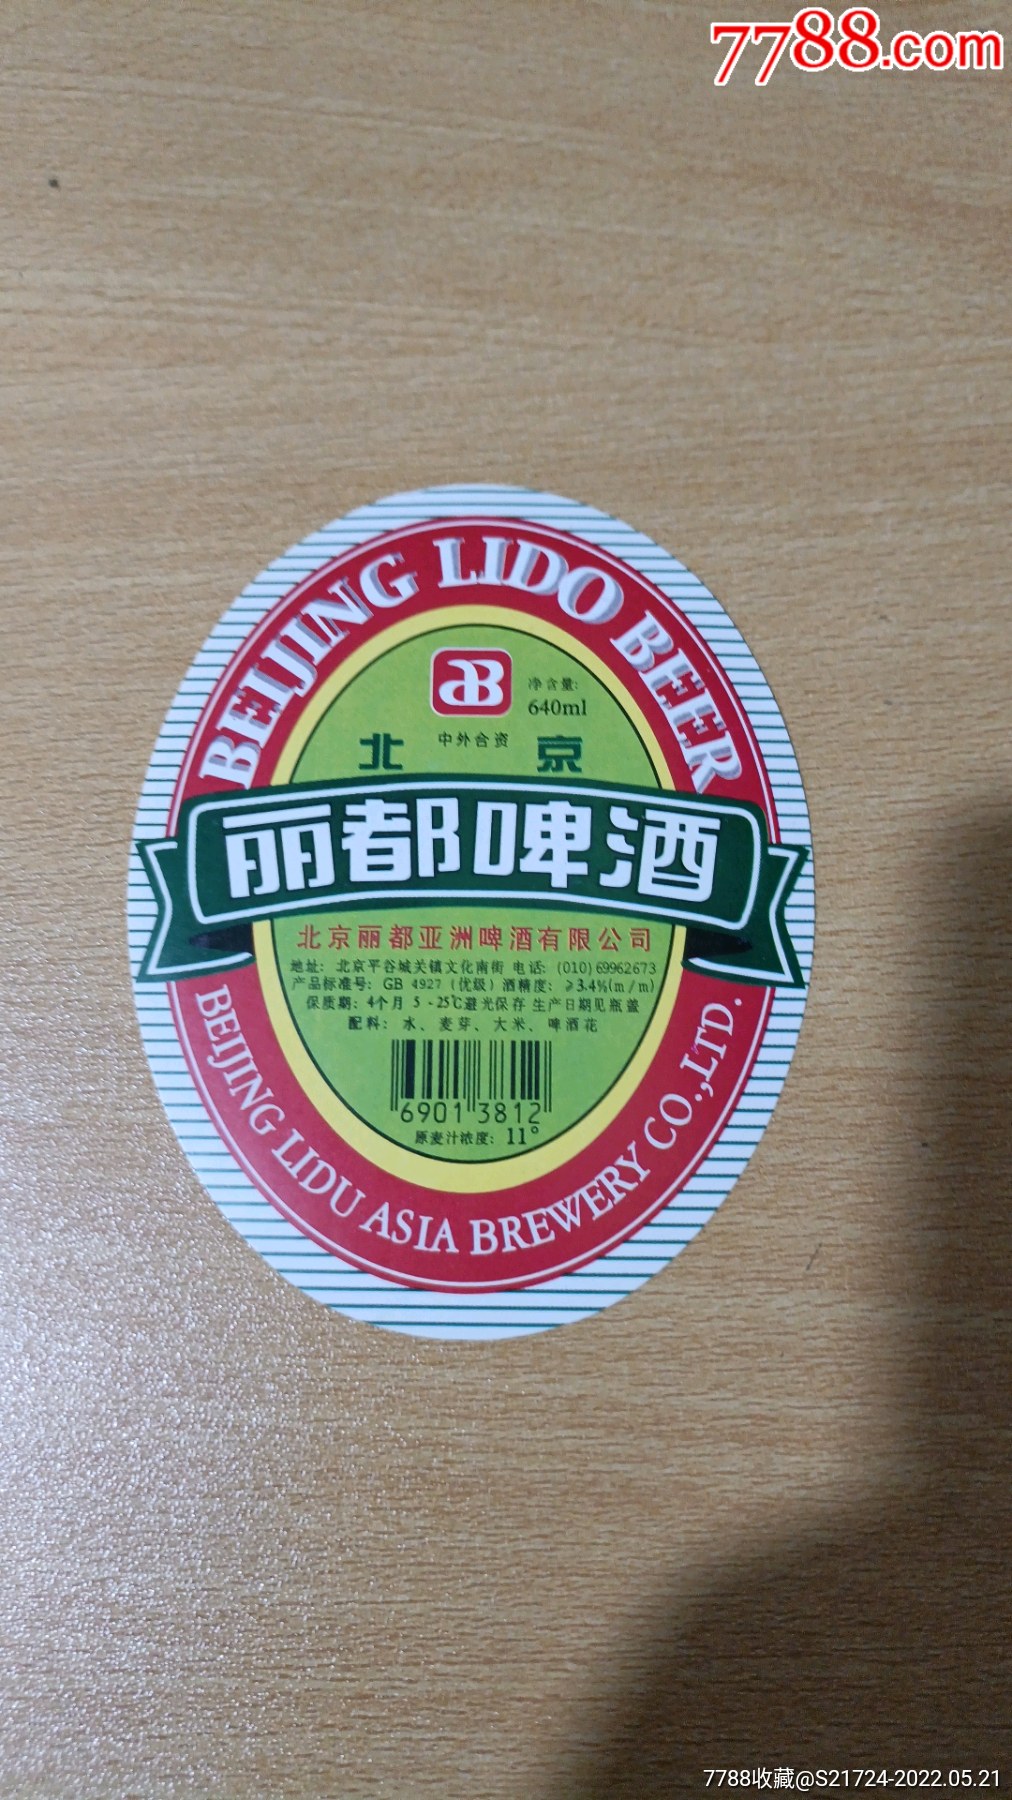 7788.com
BEIJING LIDO BEER
aB
净含量:
640ml
中外合资
北京
丽都啤酒
北京丽都亚洲啤酒有限公司
地址: 北京平谷城关镇文化南街 电话: (010)69962673
产品标准号: GB 4927 (优级) 酒精度: ≥3.4%(m/m)
保质期: 4个月 5-25℃避光保存 生产日期见瓶盖
配料: 水、麦芽、大米、啤酒花
6901 3812
原麦汁浓度: 11°
BEIJING LIDU ASIA BREWERY CO.,LTD.
7788收藏@S21724-2022.05.21